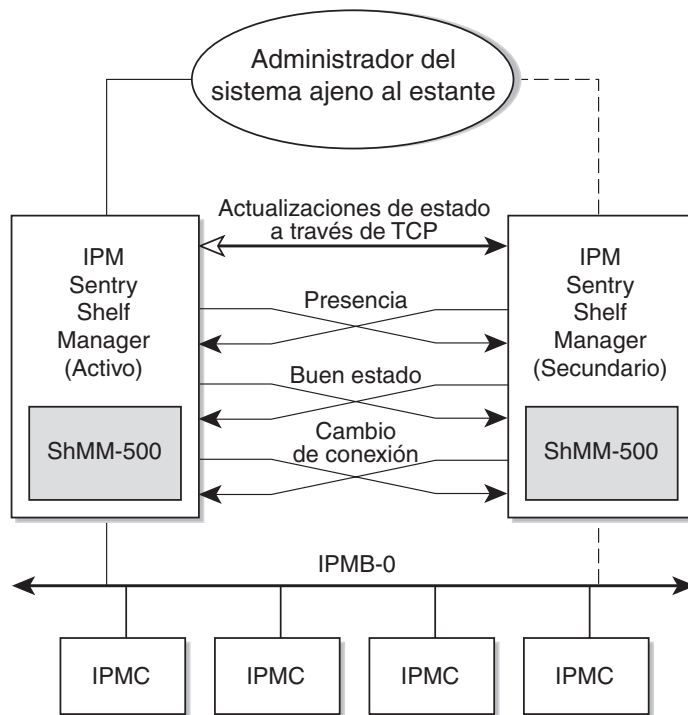 Administrador del
sistema ajeno al estante
Actualizaciones de estado
a través de TCP
IPM
Sentry
Shelf
Manager
(Activo)
ShMM-500
Presencia
Buen estado
Cambio
de conexión
IPM
Sentry
Shelf
Manager
(Secundario)
ShMM-500
IPMB-0
IPMC
IPMC
IPMC
IPMC